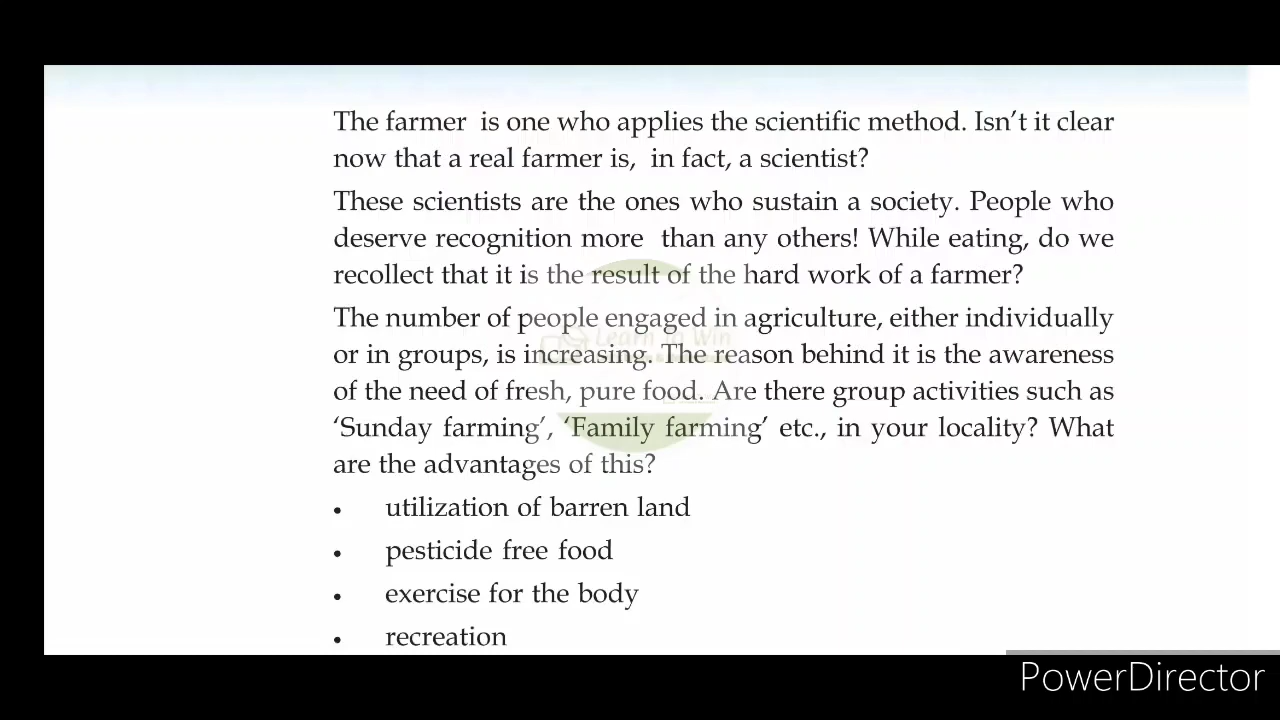 The farmer is one who applies the scientific method. Isn't it clear
now that a real farmer is, in fact, a scientist?
These scientists are the ones who sustain a society. People who
deserve recognition more than any others! While eating, do we
recollect that it is the result of the hard work of a farmer?
The number of people engaged in agriculture, either individually
or in groups, is increasing. The reason behind it is the awareness
of the need of fresh, pure food. Are there group activities such as
‘Sunday farming’, ‘Family farming’ etc., in your locality? What
are the advantages of this?
• utilization of barren land
• pesticide free food
• exercise for the body
• recreation
Learn To Win
PowerDirector